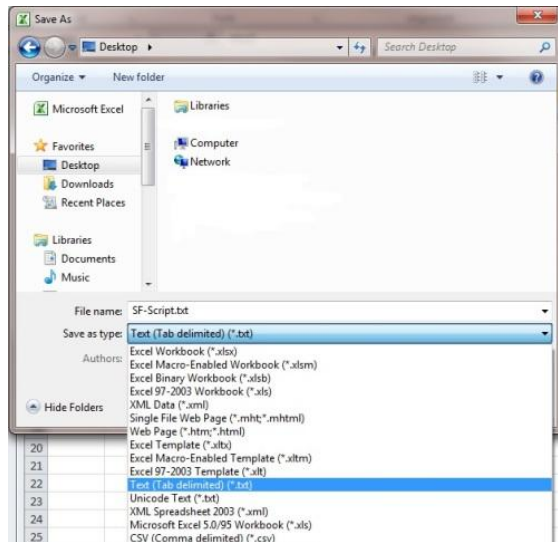 Save As
Desktop
Search Desktop
Organize
New folder
Microsoft Excel
Favorites
Desktop
Downloads
Recent Places
Libraries
Documents
Music
Libraries
Computer
Network
File name: SF-Script.txt
Save as type: Text (Tab delimited) (*.txt)
Authors:
Excel Workbook (*.xlsx)
Excel Macro-Enabled Workbook (*.xlsm)
Excel Binary Workbook (*.xlsb)
Excel 97-2003 Workbook (*.xls)
XML Data (*.xml)
Single File Web Page (*.mht;*.mhtml)
Web Page (*.htm;*.html)
Excel Template (*.xltx)
Excel Macro-Enabled Template (*.xltm)
Excel 97-2003 Template (*.xlt)
Text (Tab delimited) (*.txt)
Unicode Text (*.txt)
XML Spreadsheet 2003 (*.xml)
Microsoft Excel 5.0/95 Workbook (*.xls)
CSV (Comma delimited) (*.csv)
Hide Folders
20
21
22
23
24
25